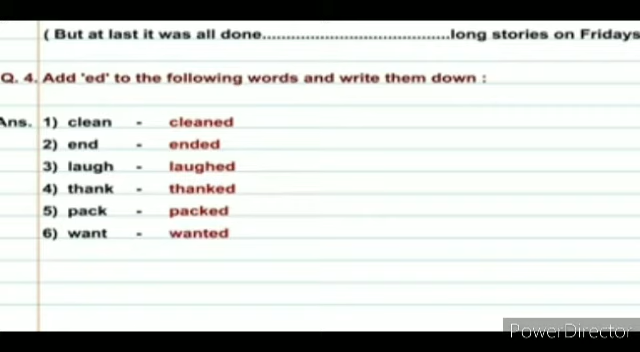 ( But at last it was all done......................................long stories on Fridays
Q. 4. Add 'ed' to the following words and write them down :
Ans. 1) clean - cleaned
2) end - ended
3) laugh - laughed
4) thank - thanked
5) pack - packed
6) want - wanted
PowerDirector